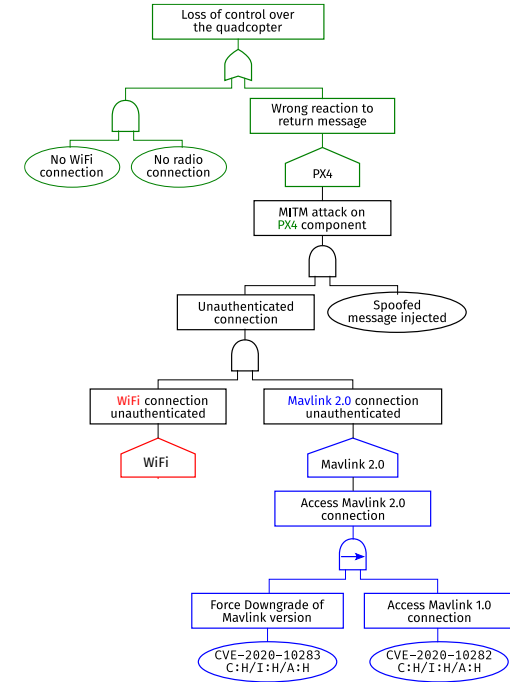 Loss of control over
the quadcopter
Wrong reaction to
return message
No WiFi
connection
No radio
connection
PX4
MITM attack on
PX4 component
Unauthenticated
connection
Spoofed
message injected
WiFi connection
unauthenticated
Mavlink 2.0 connection
unauthenticated
WiFi
Mavlink 2.0
Access Mavlink 2.0
connection
Force Downgrade of
Mavlink version
Access Mavlink 1.0
connection
CVE-2020-10283
C:H/I:H/A:H
CVE-2020-10282
C:H/I:H/A:H